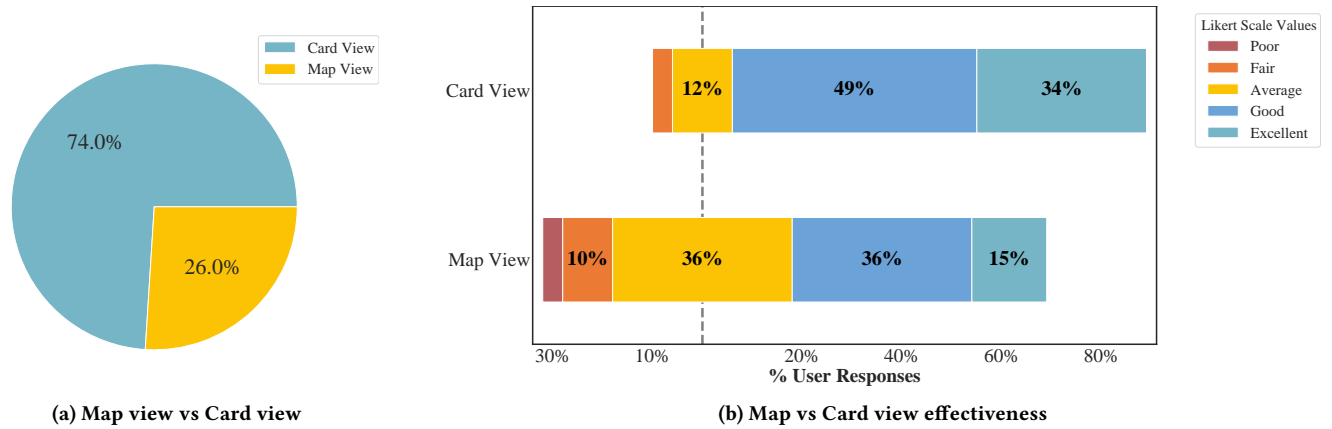 Card View
Map View
74.0%
26.0%
(a) Map view vs Card view
Card View
12%
49%
34%
Map View
10%
36%
36%
15%
30%
10%
20%
40%
60%
80%
% User Responses
Likert Scale Values
Poor
Fair
Average
Good
Excellent
(b) Map vs Card view effectiveness